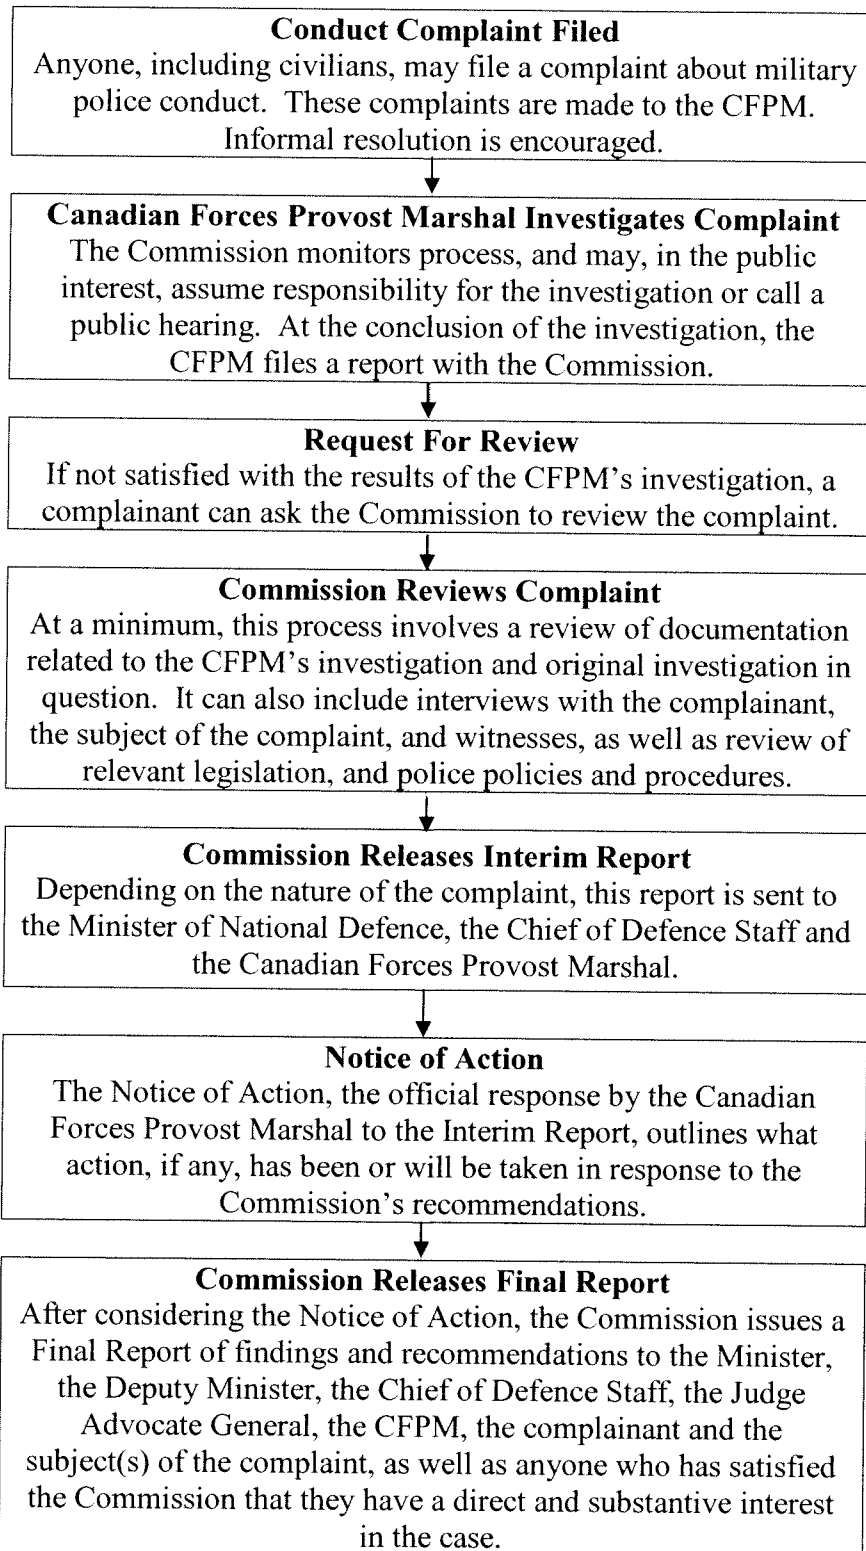 Conduct Complaint Filed
Anyone, including civilians, may file a complaint about military
police conduct. These complaints are made to the CFPM.
Informal resolution is encouraged.
Canadian Forces Provost Marshal Investigates Complaint
The Commission monitors process, and may, in the public
interest, assume responsibility for the investigation or call a
public hearing. At the conclusion of the investigation, the
CFPM files a report with the Commission.
Request For Review
If not satisfied with the results of the CFPM's investigation, a
complainant can ask the Commission to review the complaint.
Commission Reviews Complaint
At a minimum, this process involves a review of documentation
related to the CFPM's investigation and original investigation in
question. It can also include interviews with the complainant,
the subject of the complaint, and witnesses, as well as review of
relevant legislation, and police policies and procedures.
Commission Releases Interim Report
Depending on the nature of the complaint, this report is sent to
the Minister of National Defence, the Chief of Defence Staff and
the Canadian Forces Provost Marshal.
Notice of Action
The Notice of Action, the official response by the Canadian
Forces Provost Marshal to the Interim Report, outlines what
action, if any, has been or will be taken in response to the
Commission's recommendations.
Commission Releases Final Report
After considering the Notice of Action, the Commission issues a
Final Report of findings and recommendations to the Minister,
the Deputy Minister, the Chief of Defence Staff, the Judge
Advocate General, the CFPM, the complainant and the
subject(s) of the complaint, as well as anyone who has satisfied
the Commission that they have a direct and substantive interest
in the case.